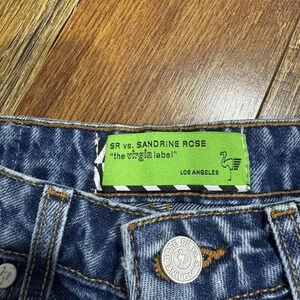 SR vs. SANDRINE ROSE
"the virgin label"
LOS ANGELES